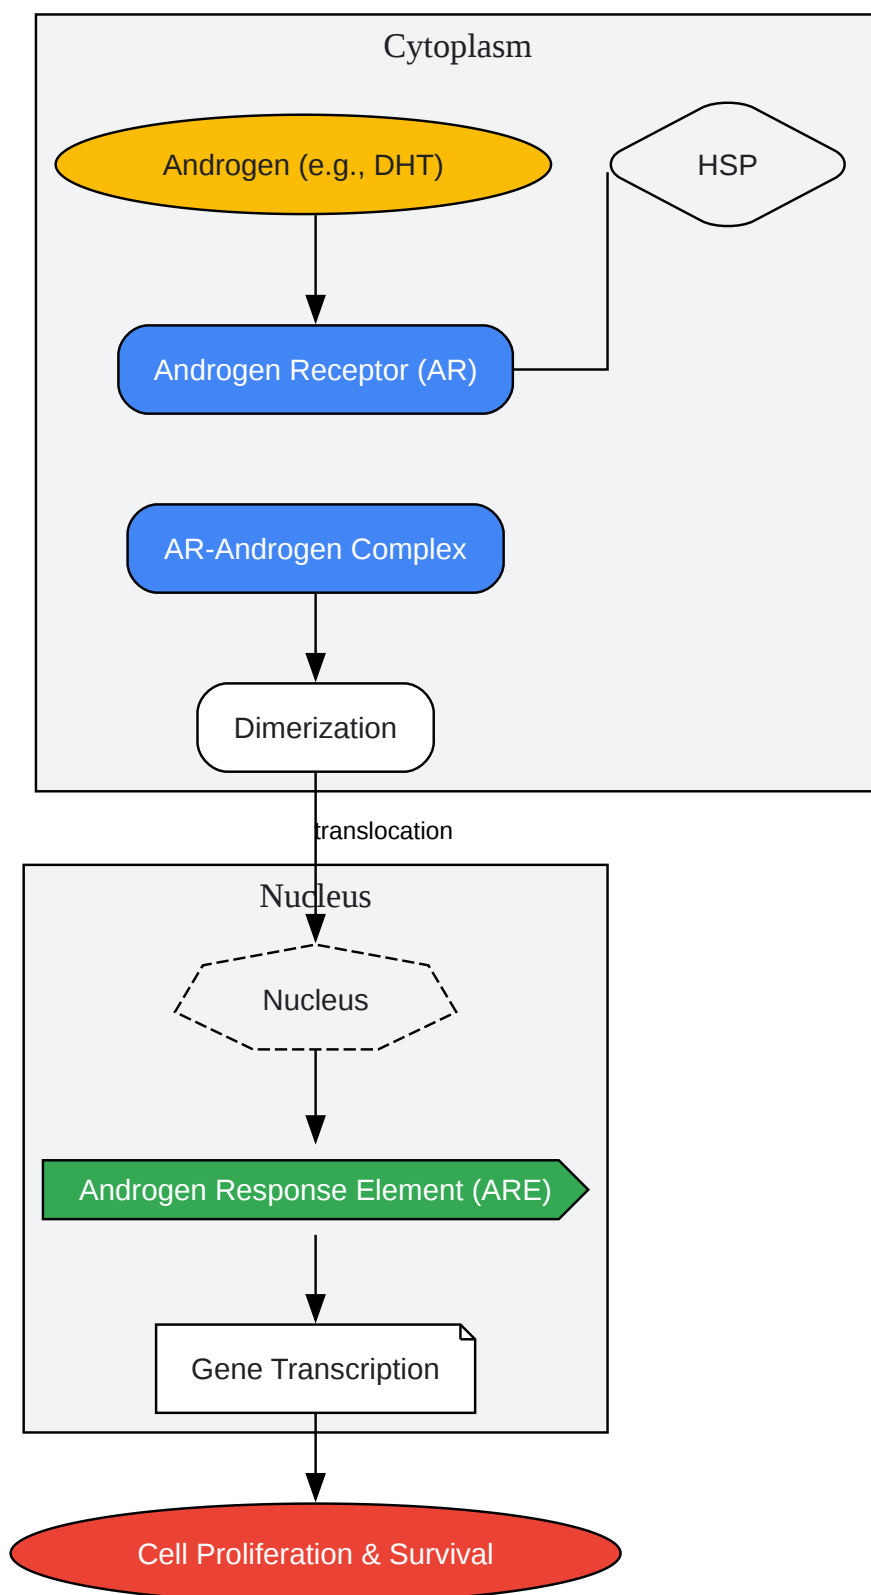 Cytoplasm
Androgen (e.g., DHT)
HSP
Androgen Receptor (AR)
AR-Androgen Complex
Dimerization
translocation
Nucleus
Nucleus
Androgen Response Element (ARE)
Gene Transcription
Cell Proliferation & Survival